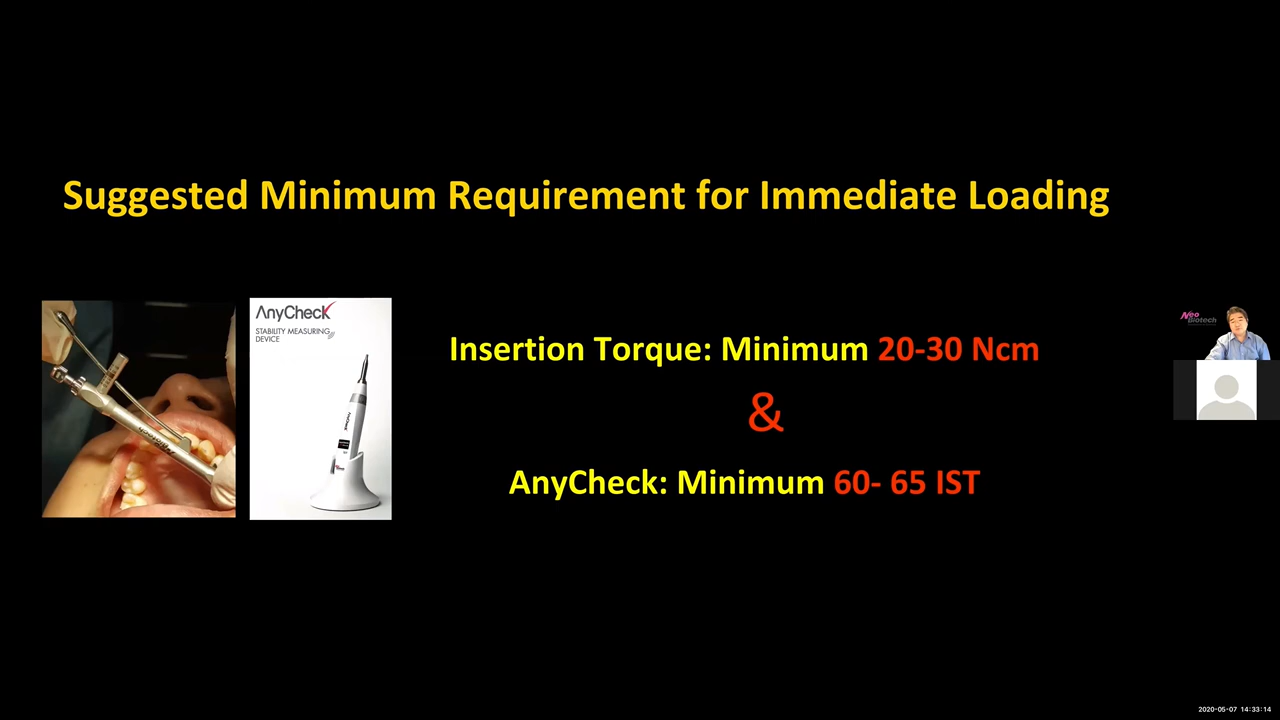 Suggested Minimum Requirement for Immediate Loading
AnyCheck
STABILITY MEASURING
DEVICE
Insertion Torque: Minimum 20-30 Ncm
&
AnyCheck: Minimum 60- 65 IST
Neo
Biotech
2020-05-07 14:33:14